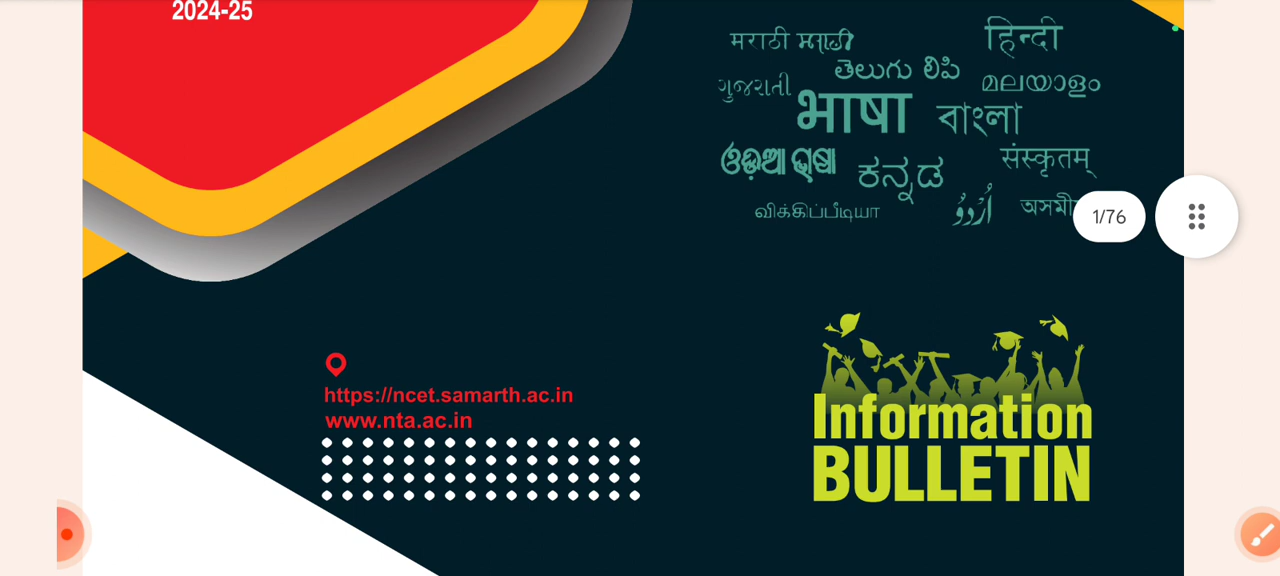 2024-25
मराठी मराठी
हिन्दी
తెలుగు లిపి
ગુજરાતી
മലയാളം
भाषा
বাংলা
ଓଡ଼ିଆ ଭାଷା
ಕನ್ನಡ
संस्कृतम्
விக்கிப்பீடியா
اُردُو
1/76
https://ncet.samarth.ac.in
www.nta.ac.in
Information
BULLETIN